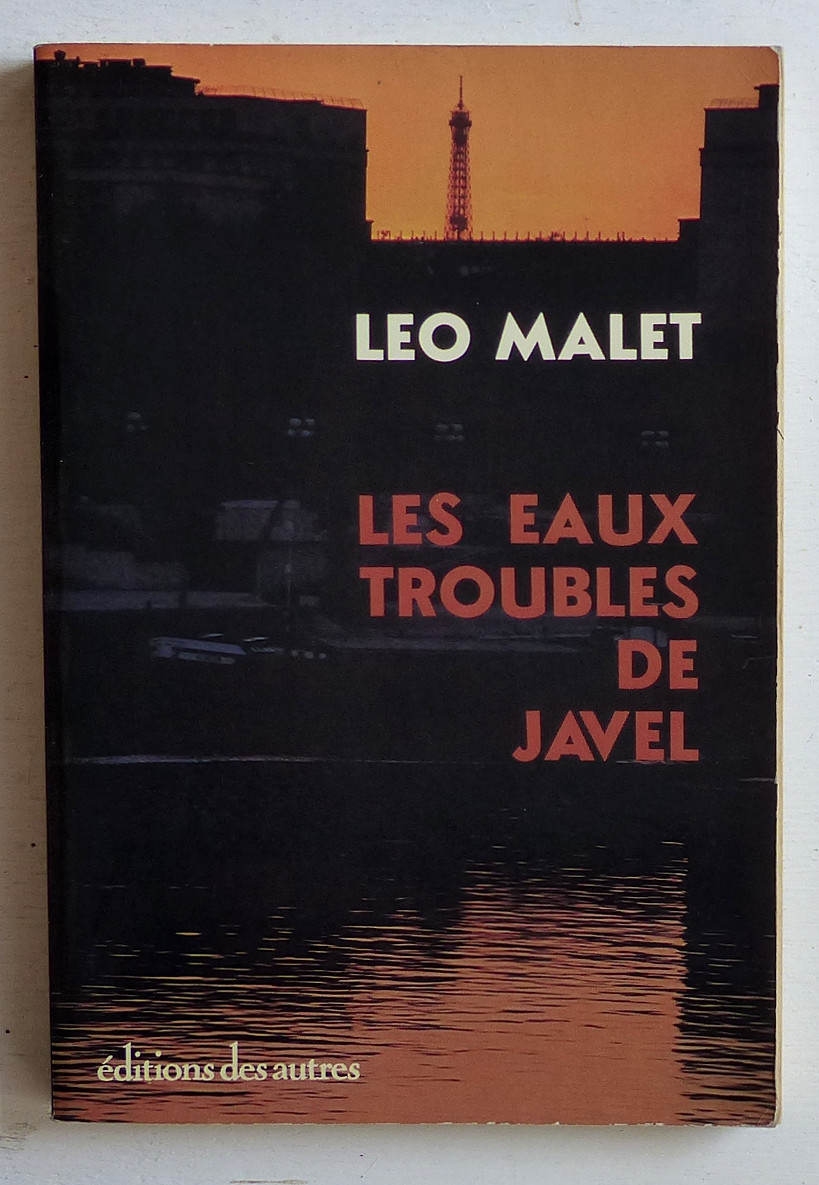 LEO MALET
LES EAUX
TROUBLES
DE
JAVEL
éditions des autres